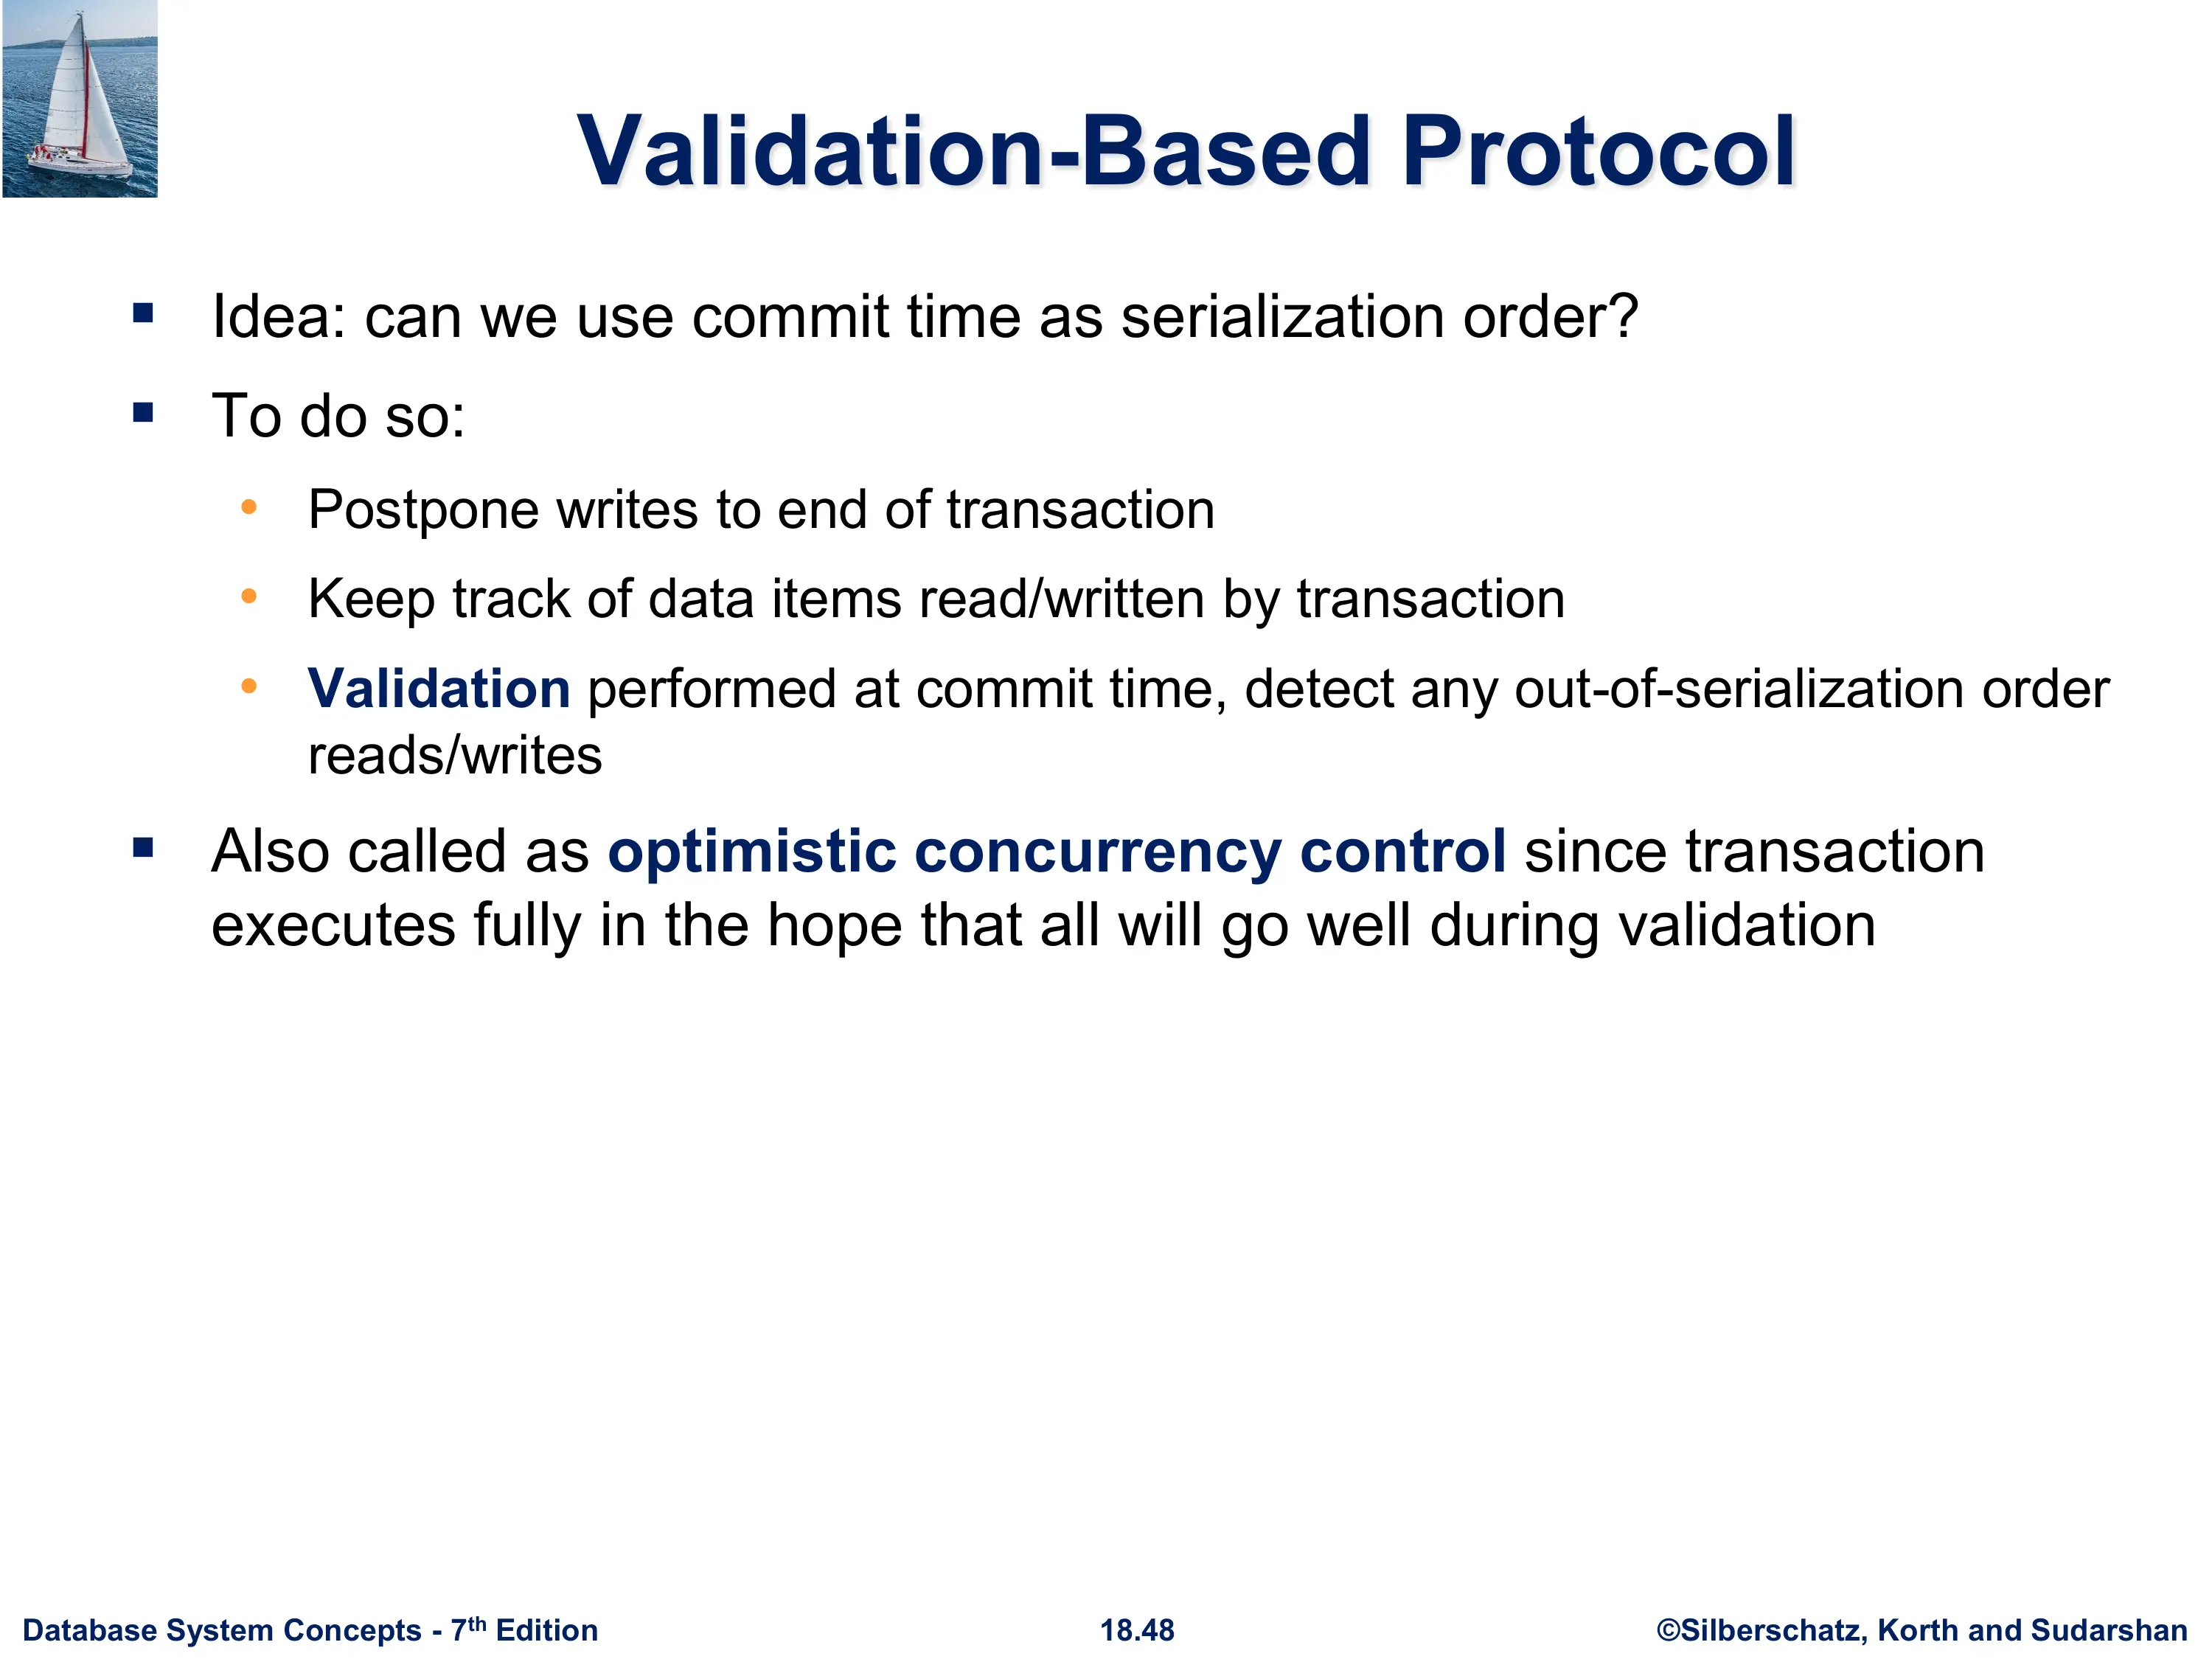 Validation-Based Protocol
▪ Idea: can we use commit time as serialization order?
▪ To do so:
• Postpone writes to end of transaction
• Keep track of data items read/written by transaction
• Validation performed at commit time, detect any out-of-serialization order
reads/writes
▪ Also called as optimistic concurrency control since transaction
executes fully in the hope that all will go well during validation
Database System Concepts - 7th Edition
18.48
©Silberschatz, Korth and Sudarshan